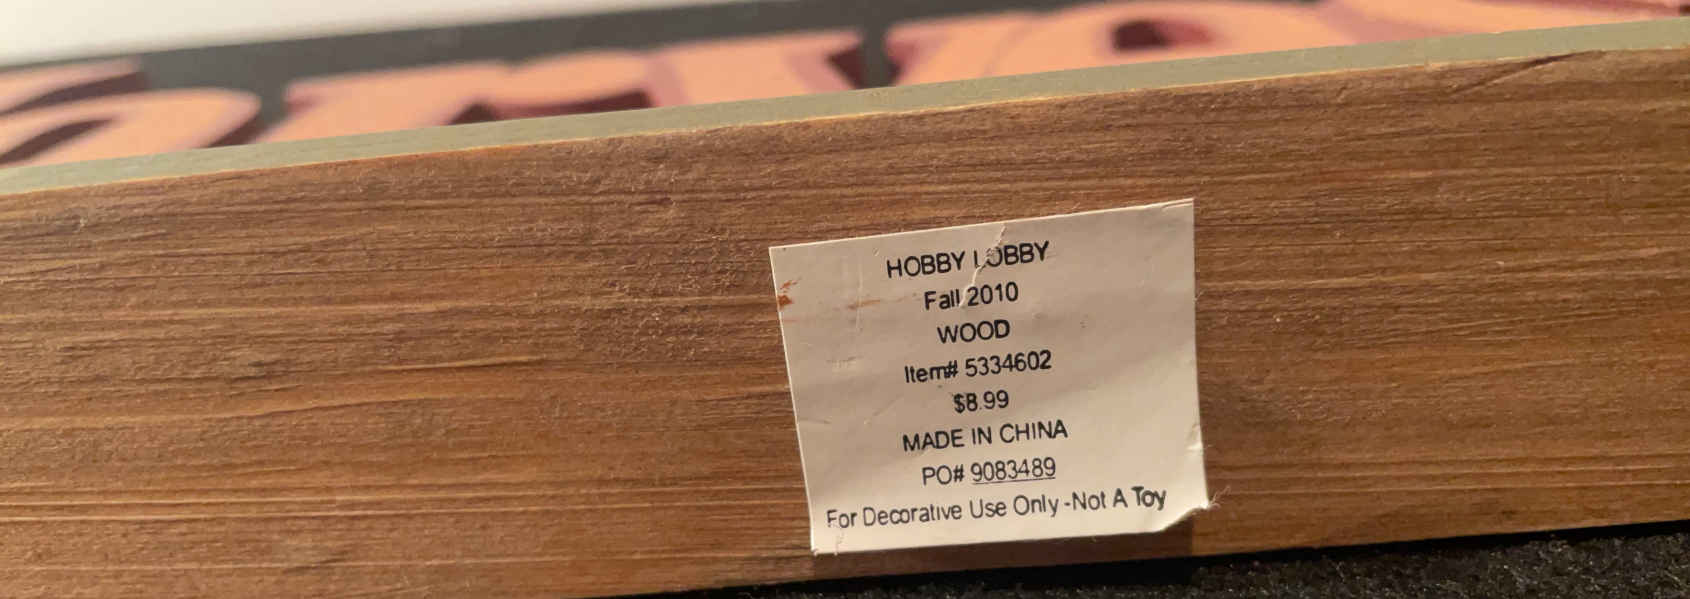 HOBBY LOBBY
Fall 2010
WOOD
Item# 5334602
$8.99
MADE IN CHINA
PO# 9083489
For Decorative Use Only -Not A Toy